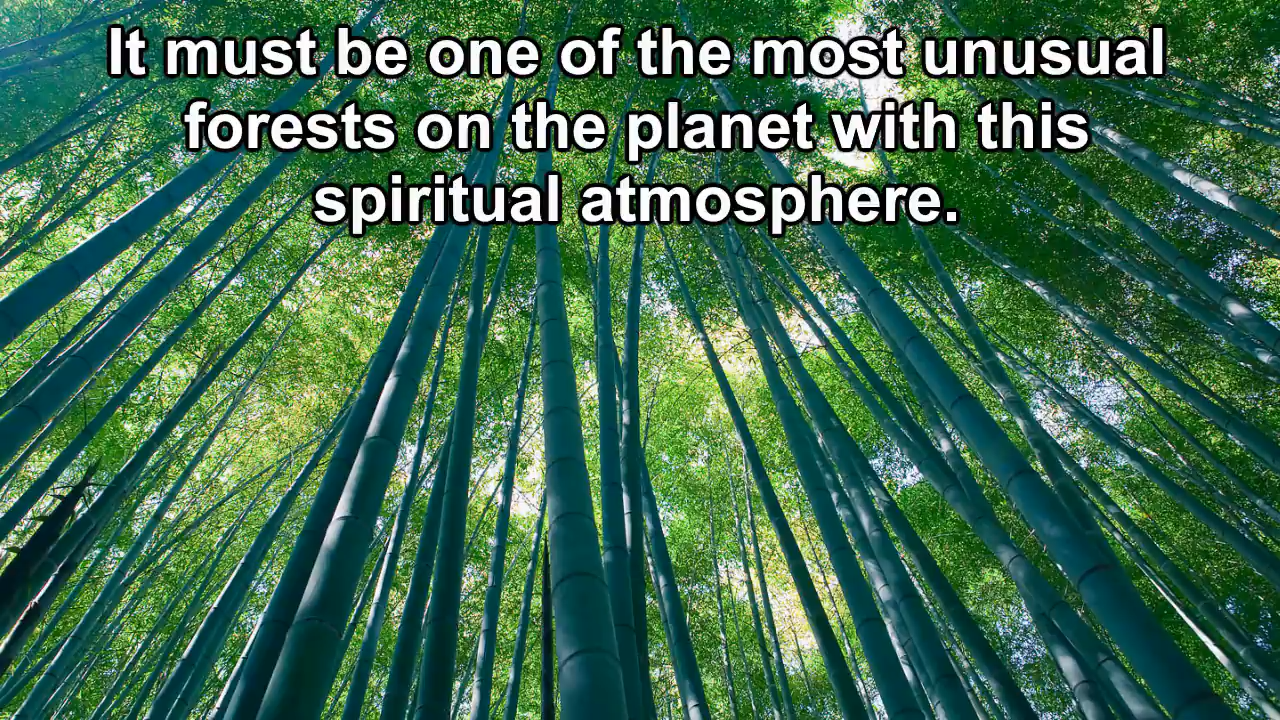 It must be one of the most unusual
forests on the planet with this
spiritual atmosphere.